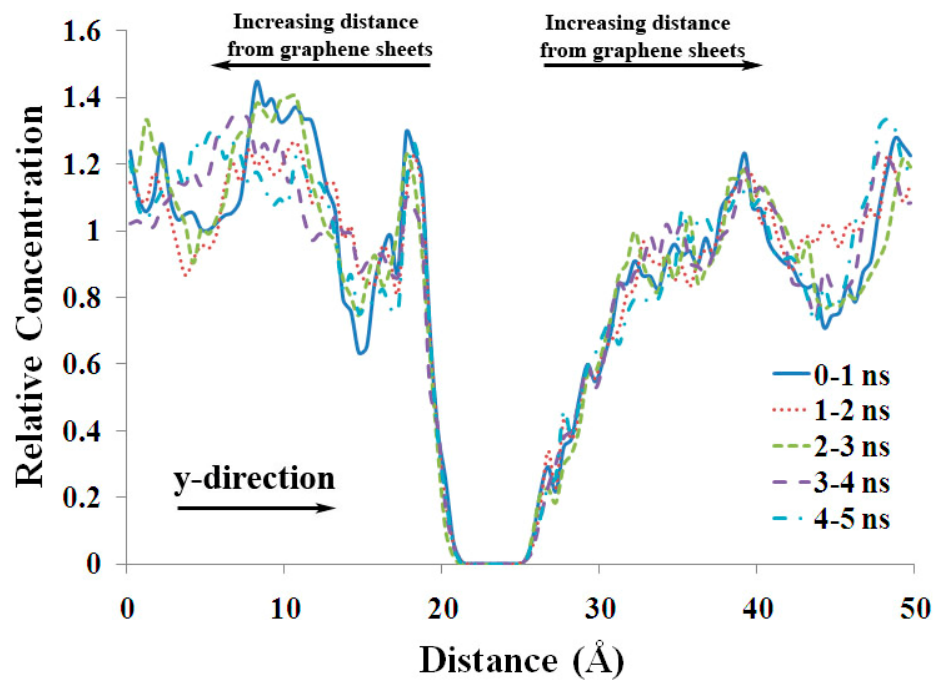 Increasing distance
from graphene sheets
Increasing distance
from graphene sheets
1.6
1.4
1.2
1
0.8
0.6
0.4
0.2
0
Relative Concentration
y-direction
0-1 ns
1-2 ns
2-3 ns
3-4 ns
4-5 ns
0 10 20 30 40 50
Distance (Å)